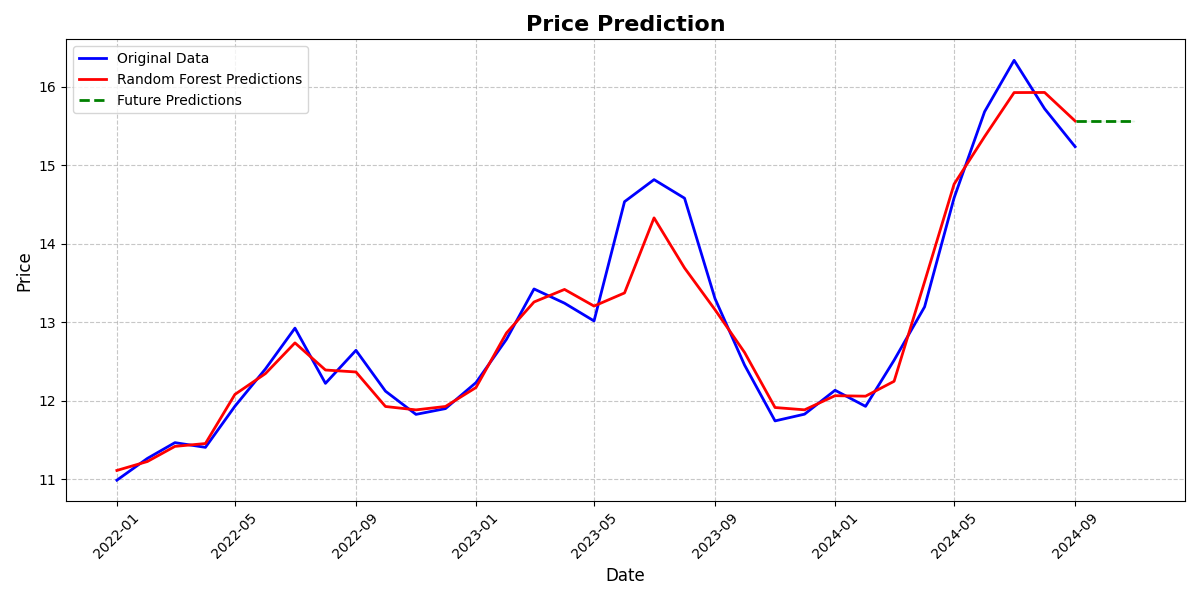 Price Prediction
Original Data
Random Forest Predictions
Future Predictions
Price
16
15
14
13
12
11
2022-01
2022-05
2022-09
2023-01
2023-05
2023-09
2024-01
2024-05
2024-09
Date